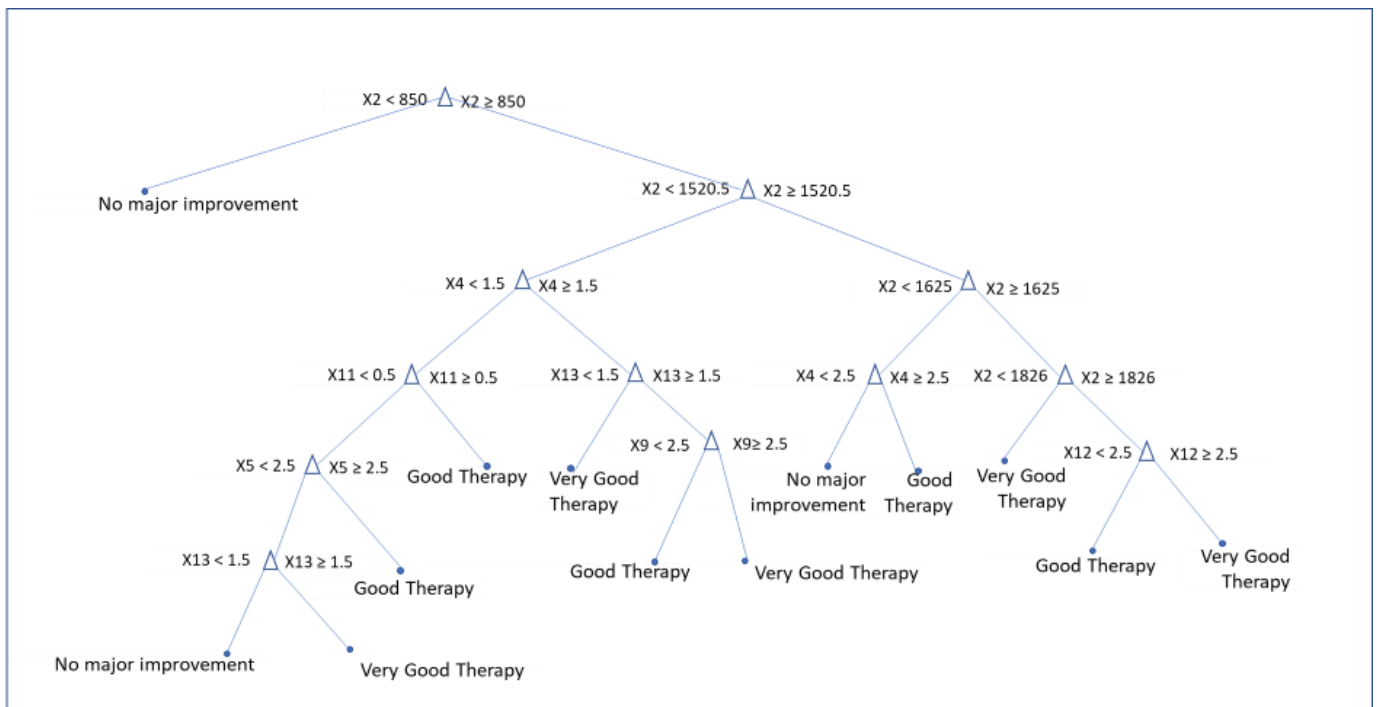 X2 < 850
X2 ≥ 850
No major improvement
X2 < 1520.5
X2 ≥ 1520.5
X4 < 1.5
X4 ≥ 1.5
X2 < 1625
X2 ≥ 1625
X11 < 0.5
X11 ≥ 0.5
X13 < 1.5
X13 ≥ 1.5
X4 < 2.5
X4 ≥ 2.5
X2 < 1826
X2 ≥ 1826
X5 < 2.5
X5 ≥ 2.5
Good Therapy
Very Good
Therapy
X9 < 2.5
X9≥ 2.5
No major
improvement
Good
Therapy
Very Good
Therapy
X12 < 2.5
X12 ≥ 2.5
X13 < 1.5
X13 ≥ 1.5
Good Therapy
Good Therapy
Very Good Therapy
Good Therapy
Very Good
Therapy
No major improvement
Very Good Therapy